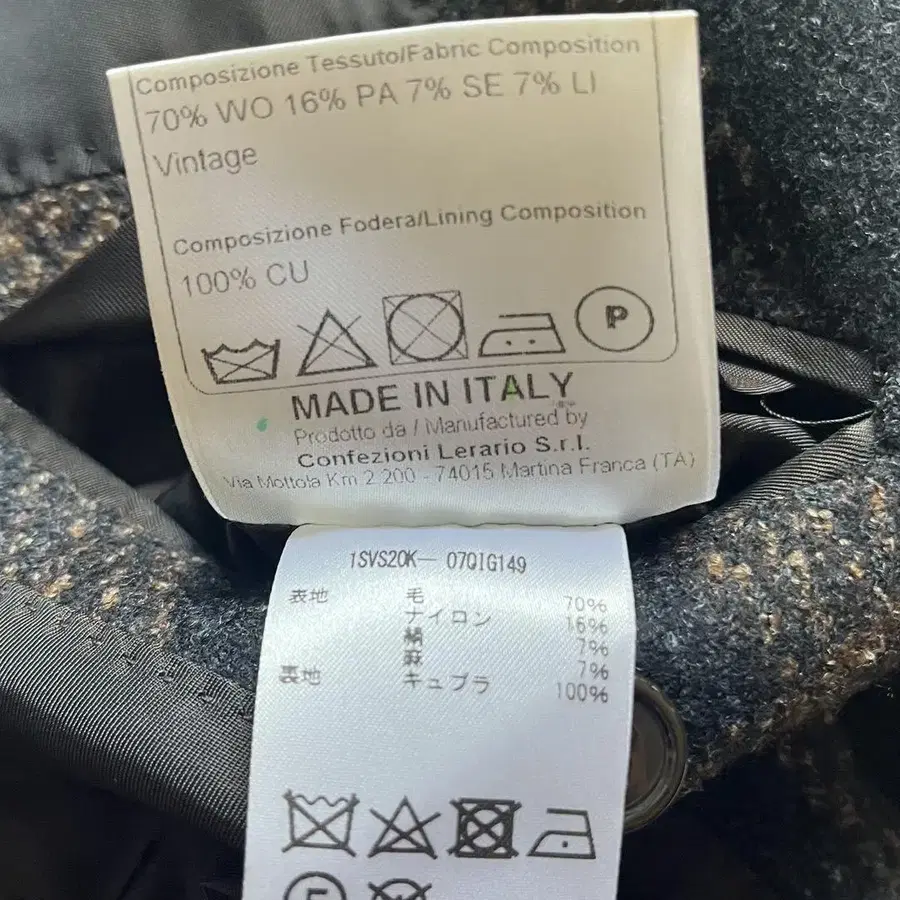 Composizione Tessuto/Fabric Composition
70% WO 16% PA 7% SE 7% LI
Vintage
Composizione Fodera/Lining Composition
100% CU
P
MADE IN ITALY
Prodotto da / Manufactured by
Confezioni Lerario S.r.l.
Via Mottola Km 2.200 - 74015 Martina Franca (TA)
1SVS20K- 07QIG149
表地 毛 70%
ナイロン 16%
絹 7%
麻 7%
裏地 キュプラ 100%